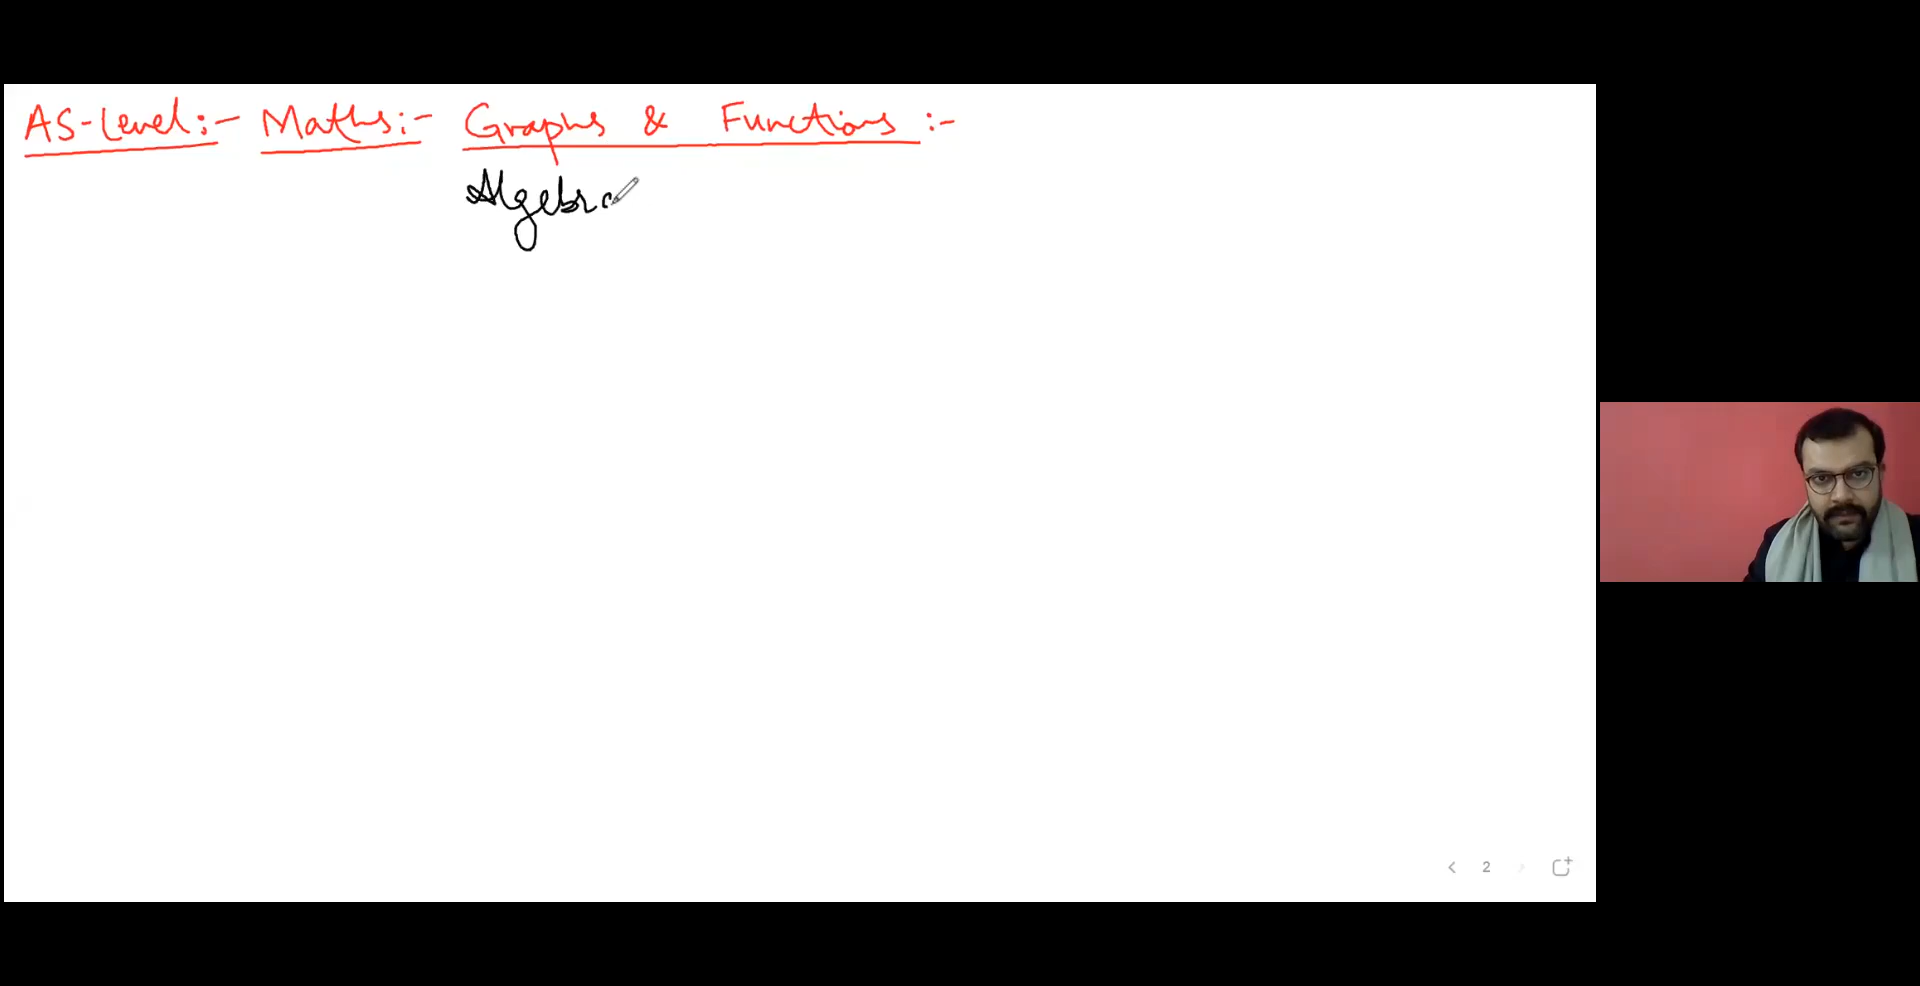 AS-Level:- Maths:- Graphs & Functions :-
Algebra
< 2 >